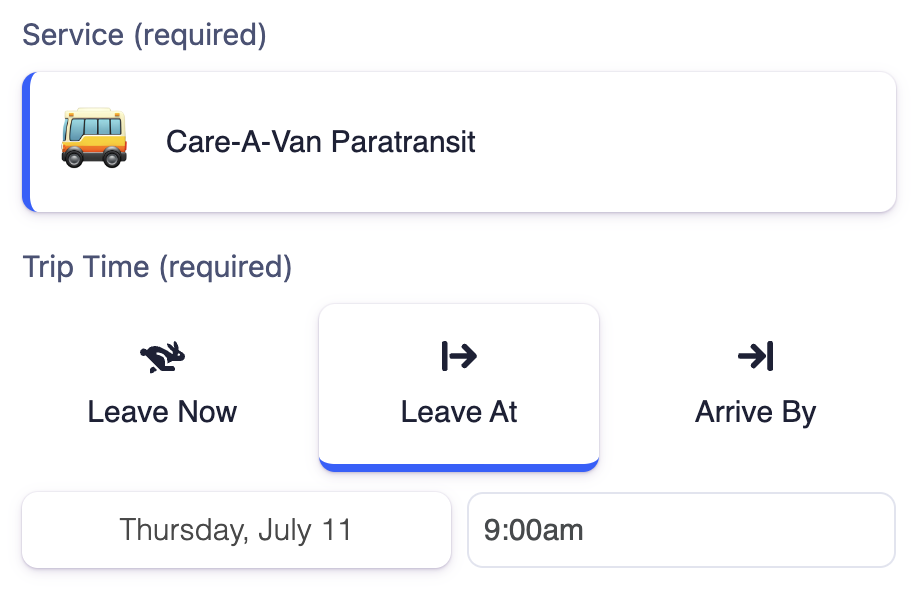 Service (required)
Care-A-Van Paratransit
Trip Time (required)
Leave Now
Leave At
Arrive By
Thursday, July 11
9:00am